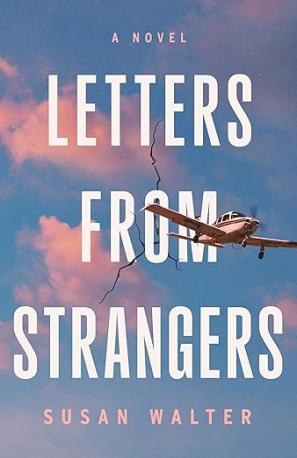 A NOVEL
LETTERS
FROM
STRANGERS
SUSAN WALTER